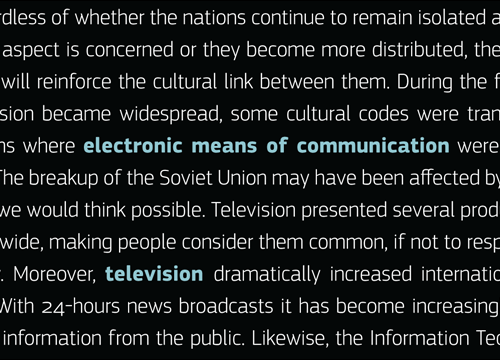 rdless of whether the nations continue to remain isolated a
aspect is concerned or they become more distributed, the
will reinforce the cultural link between them. During the f
sion became widespread, some cultural codes were tran
ns where electronic means of communication were
The breakup of the Soviet Union may have been affected by
we would think possible. Television presented several prod
wide, making people consider them common, if not to resp
. Moreover, television dramatically increased internatio
With 24-hours news broadcasts it has become increasing
information from the public. Likewise, the Information Tec